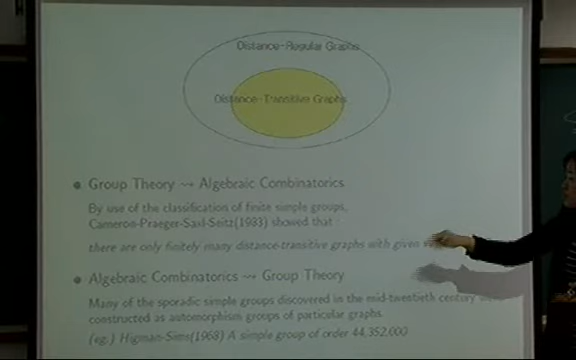 Distance-Regular Graphs
Distance-Transitive Graphs
Group Theory ⇝ Algebraic Combinatorics
By use of the classification of finite simple groups,
Cameron-Praeger-Saxl-Seitz(1983) showed that :
there are only finitely many distance-transitive graphs with given
Algebraic Combinatorics ⇝ Group Theory
Many of the sporadic simple groups discovered in the mid-twentieth century
constructed as automorphism groups of particular graphs.
(eg.) Higman-Sims(1968) A simple group of order 44,352,000